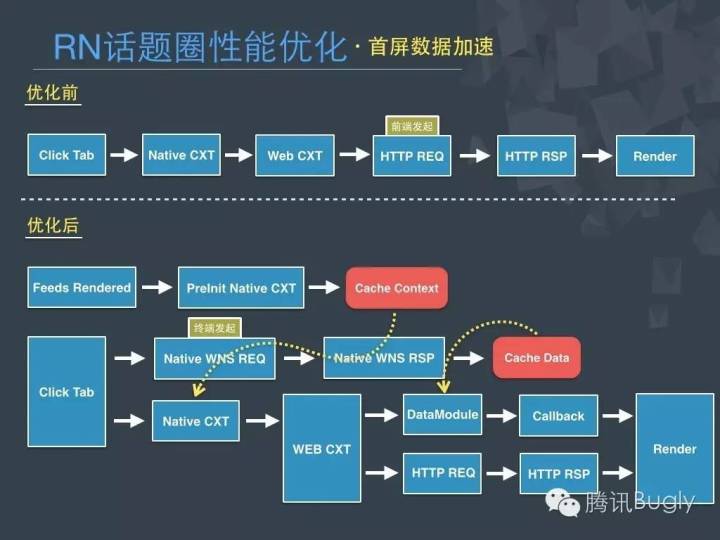 RN话题圈性能优化 · 首屏数据加速
优化前
前端发起
Click Tab
Native CXT
Web CXT
HTTP REQ
HTTP RSP
Render
优化后
Feeds Rendered
PreInit Native CXT
Cache Context
终端发起
Click Tab
Native WNS REQ
Native WNS RSP
Cache Data
Native CXT
WEB CXT
DataModule
Callback
Render
HTTP REQ
HTTP RSP
腾讯Bugly